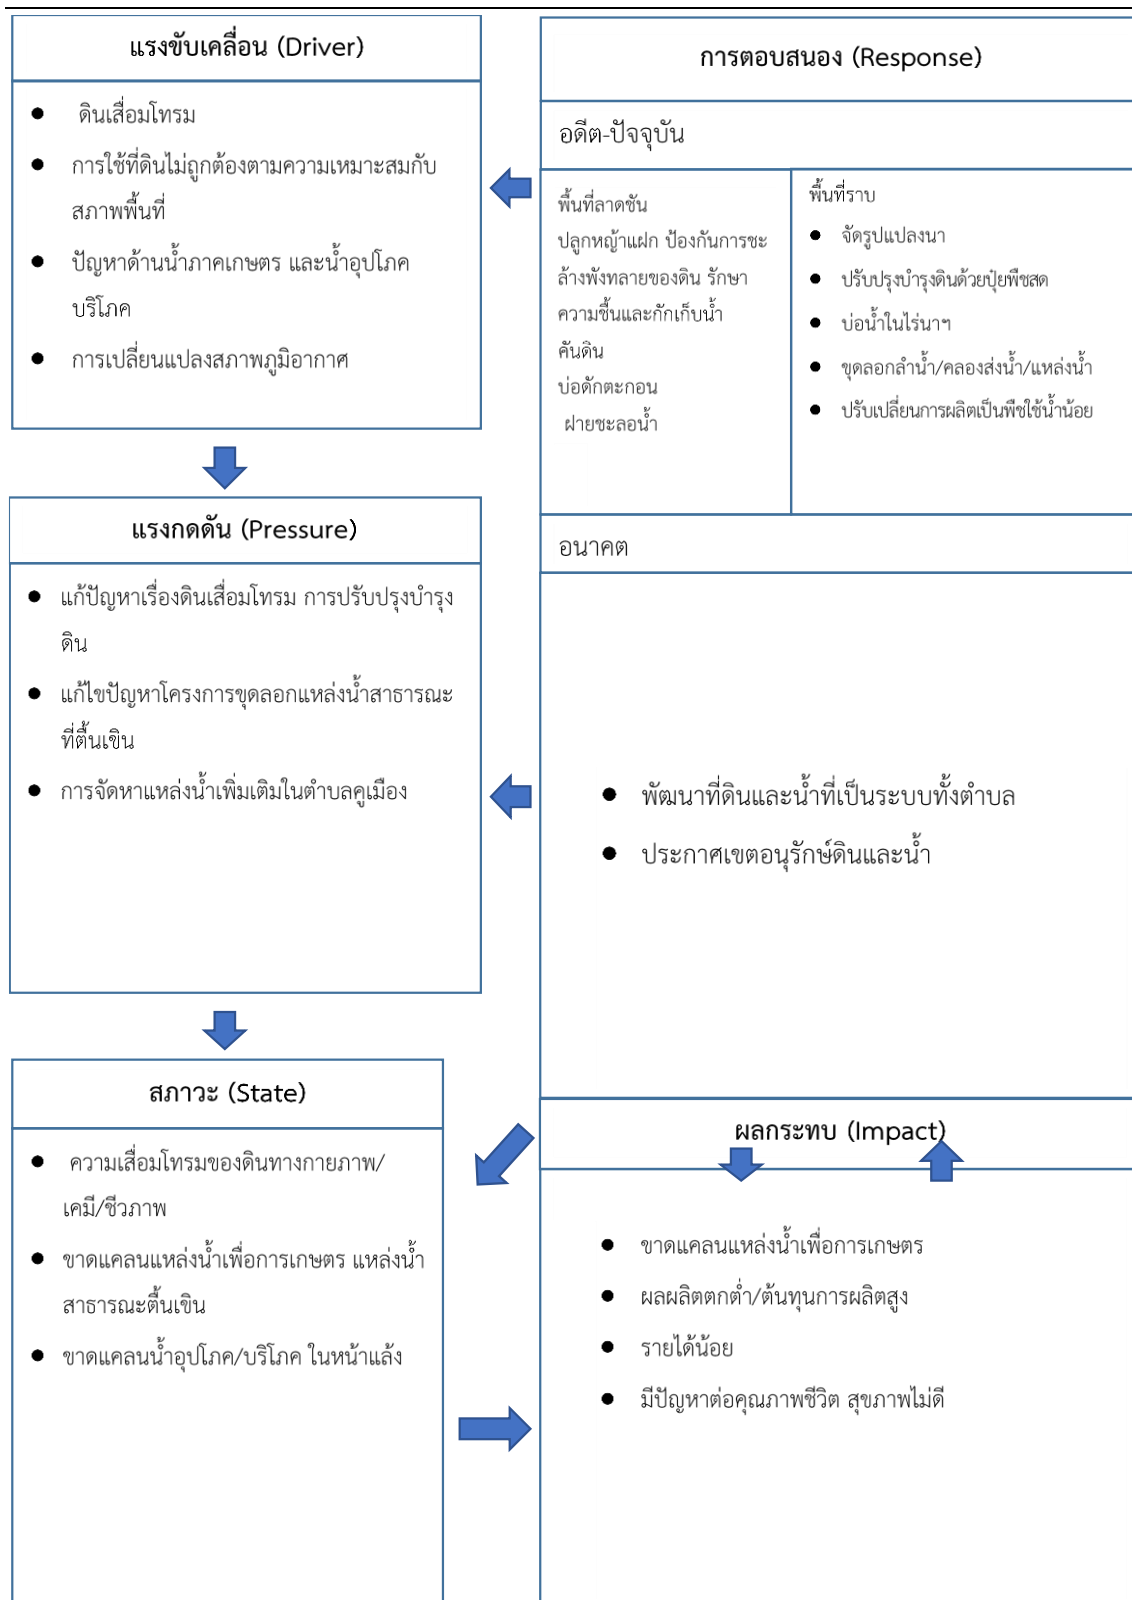 แรงขับเคลื่อน (Driver)
● ดินเสื่อมโทรม
● การใช้ที่ดินไม่ถูกต้องตามความเหมาะสมกับ
สภาพพื้นที่
● ปัญหาด้านน้ำภาคเกษตร และน้ำอุปโภค
บริโภค
● การเปลี่ยนแปลงสภาพภูมิอากาศ
แรงกดดัน (Pressure)
● แก้ปัญหาเรื่องดินเสื่อมโทรม การปรับปรุงบำรุง
ดิน
● แก้ไขปัญหาโครงการขุดลอกแหล่งน้ำสาธารณะ
ที่ตื้นเขิน
● การจัดหาแหล่งน้ำเพิ่มเติมในตำบลคูเมือง
สภาวะ (State)
● ความเสื่อมโทรมของดินทางกายภาพ/
เคมี/ชีวภาพ
● ขาดแคลนแหล่งน้ำเพื่อการเกษตร แหล่งน้ำ
สาธารณะตื้นเขิน
● ขาดแคลนน้ำอุปโภค/บริโภค ในหน้าแล้ง
การตอบสนอง (Response)
อดีต-ปัจจุบัน
พื้นที่ลาดชัน
ปลูกหญ้าแฝก ป้องกันการชะ
ล้างพังทลายของดิน รักษา
ความชื้นและกักเก็บน้ำ
คันดิน
บ่อดักตะกอน
ฝายชะลอน้ำ
พื้นที่ราบ
● จัดรูปแปลงนา
● ปรับปรุงบำรุงดินด้วยปุ๋ยพืชสด
● บ่อน้ำในไร่นาฯ
● ขุดลอกลำน้ำ/คลองส่งน้ำ/แหล่งน้ำ
● ปรับเปลี่ยนการผลิตเป็นพืชใช้น้ำน้อย
อนาคต
● พัฒนาที่ดินและน้ำที่เป็นระบบทั้งตำบล
● ประกาศเขตอนุรักษ์ดินและน้ำ
ผลกระทบ (Impact)
● ขาดแคลนแหล่งน้ำเพื่อการเกษตร
● ผลผลิตตกต่ำ/ต้นทุนการผลิตสูง
● รายได้น้อย
● มีปัญหาต่อคุณภาพชีวิต สุขภาพไม่ดี